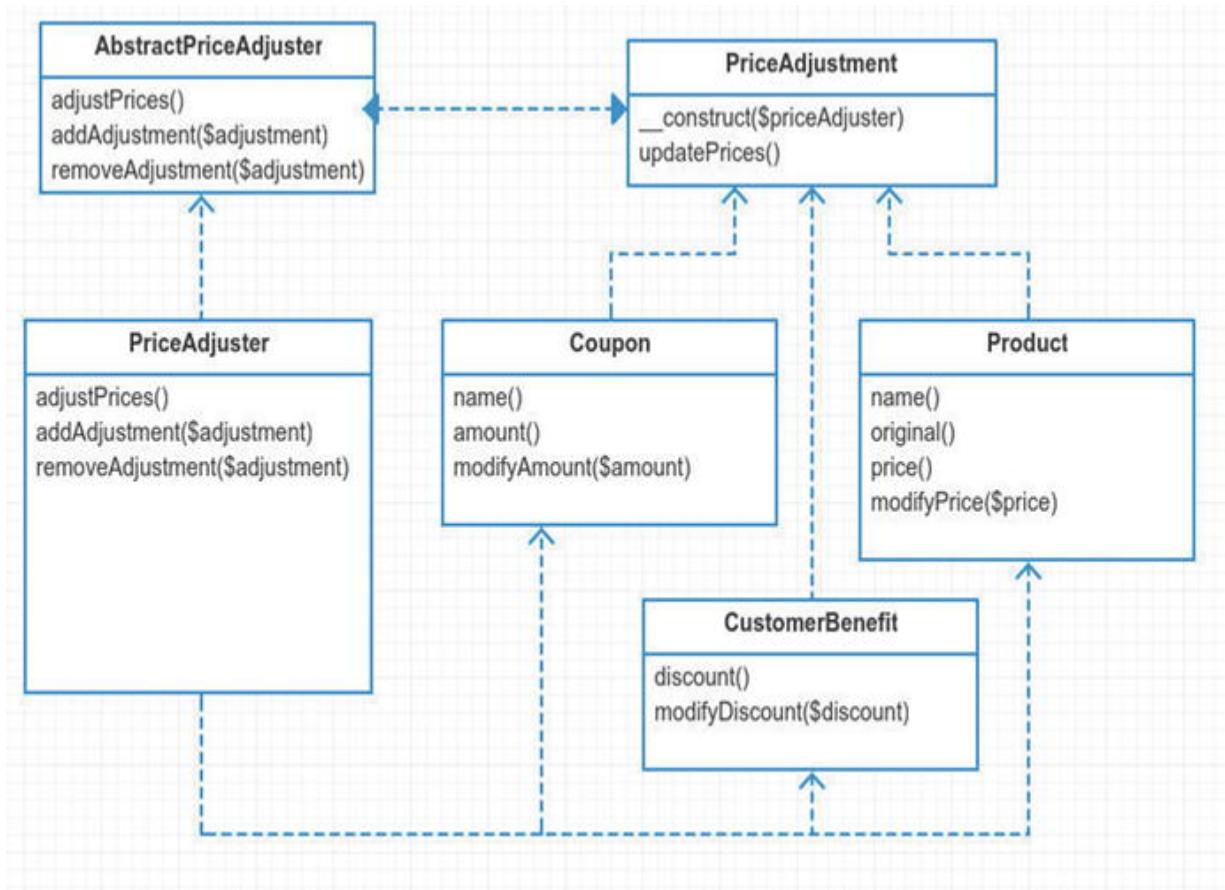 AbstractPriceAdjuster
adjustPrices()
addAdjustment($adjustment)
removeAdjustment($adjustment)
PriceAdjustment
__construct($priceAdjuster)
updatePrices()
PriceAdjuster
adjustPrices()
addAdjustment($adjustment)
removeAdjustment($adjustment)
Coupon
name()
amount()
modifyAmount($amount)
Product
name()
original()
price()
modifyPrice($price)
CustomerBenefit
discount()
modifyDiscount($discount)